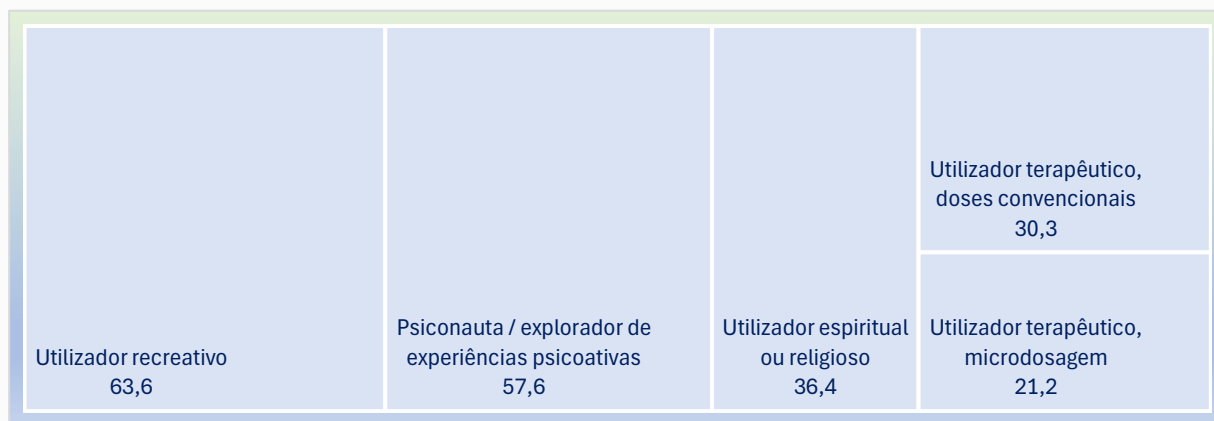 Utilizador recreativo
63,6
Psiconauta / explorador de
experiências psicoativas
57,6
Utilizador espiritual
ou religioso
36,4
Utilizador terapêutico,
doses convencionais
30,3
Utilizador terapêutico,
microdosagem
21,2